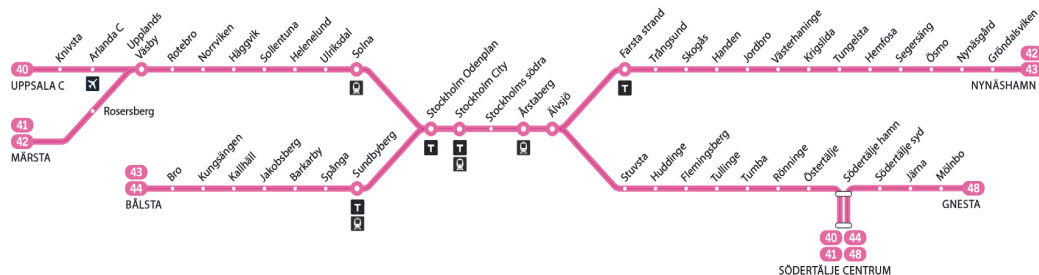 40
UPPSALA C
Knivsta
Arlanda C
Upplands
Väsby
Rotebro
Norrviken
Häggvik
Sollentuna
Helenelund
Ulriksdal
Solna
41
42
MÄRSTA
Rosersberg
43
44
BÅLSTA
Bro
Kungsängen
Kallhäll
Jakobsberg
Barkarby
Spånga
Sundbyberg
T
Stockholm Odenplan
T
Stockholm City
T
Stockholms södra
Årstaberg
Älvsjö
Farsta strand
T
Trångsund
Skogås
Handen
Jordbro
Västerhaninge
Krigslida
Tungelsta
Hemfosa
Segersäng
Ösmo
Nynäsgård
Gröndalsviken
42
43
NYNÄSHAMN
Stuvsta
Huddinge
Flemingsberg
Tullinge
Tumba
Rönninge
Östertälje
Södertälje hamn
Södertälje syd
Järna
Mölnbo
48
GNESTA
40 44
41 48
SÖDERTÄLJE CENTRUM